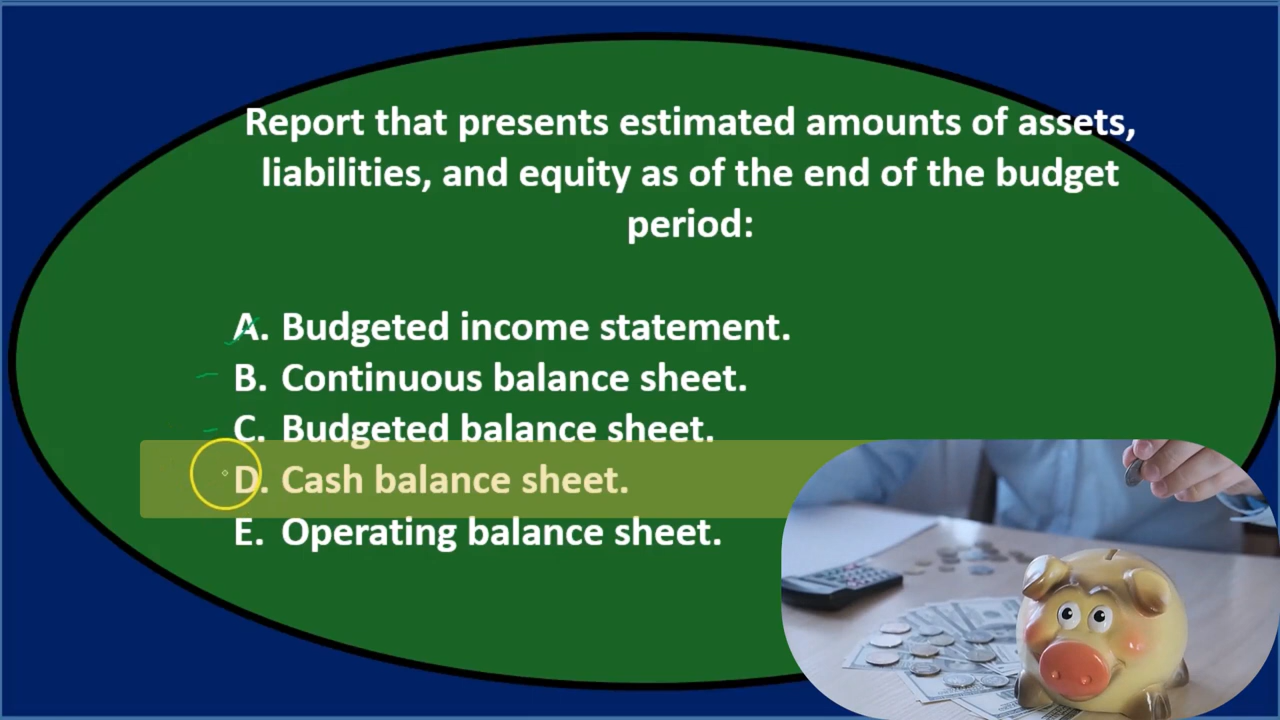 Report that presents estimated amounts of assets,
liabilities, and equity as of the end of the budget
period:
A. Budgeted income statement.
B. Continuous balance sheet.
C. Budgeted balance sheet.
D. Cash balance sheet.
E. Operating balance sheet.